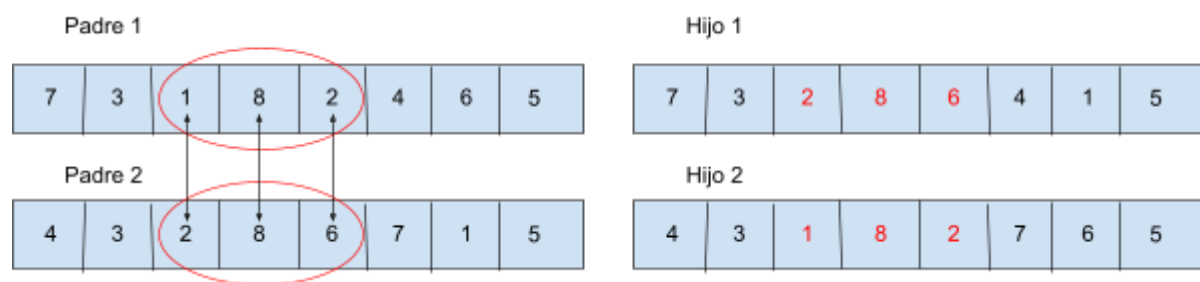 Padre 1
7 3 1 8 2 4 6 5
Padre 2
4 3 2 8 6 7 1 5
Hijo 1
7 3 2 8 6 4 1 5
Hijo 2
4 3 1 8 2 7 6 5